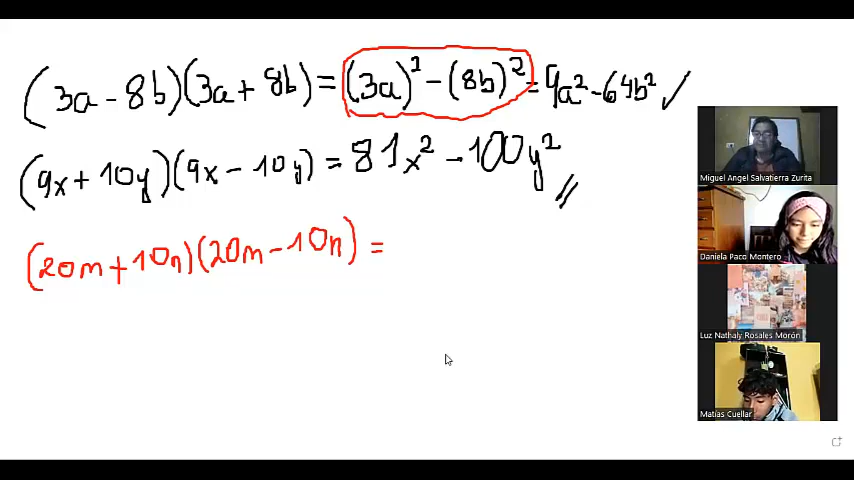 (3a - 8b)(3a + 8b) = (3a)² - (8b)² = 9a² - 64b² ✓
(9x + 10y)(9x - 10y) = 81x² - 100y² //
(20m + 10n)(20m - 10n) =
Miguel Angel Salvatierra Zurita
Daniela Paco Montero
Luz Nathaly Rosales Morón
Matías Cuellar